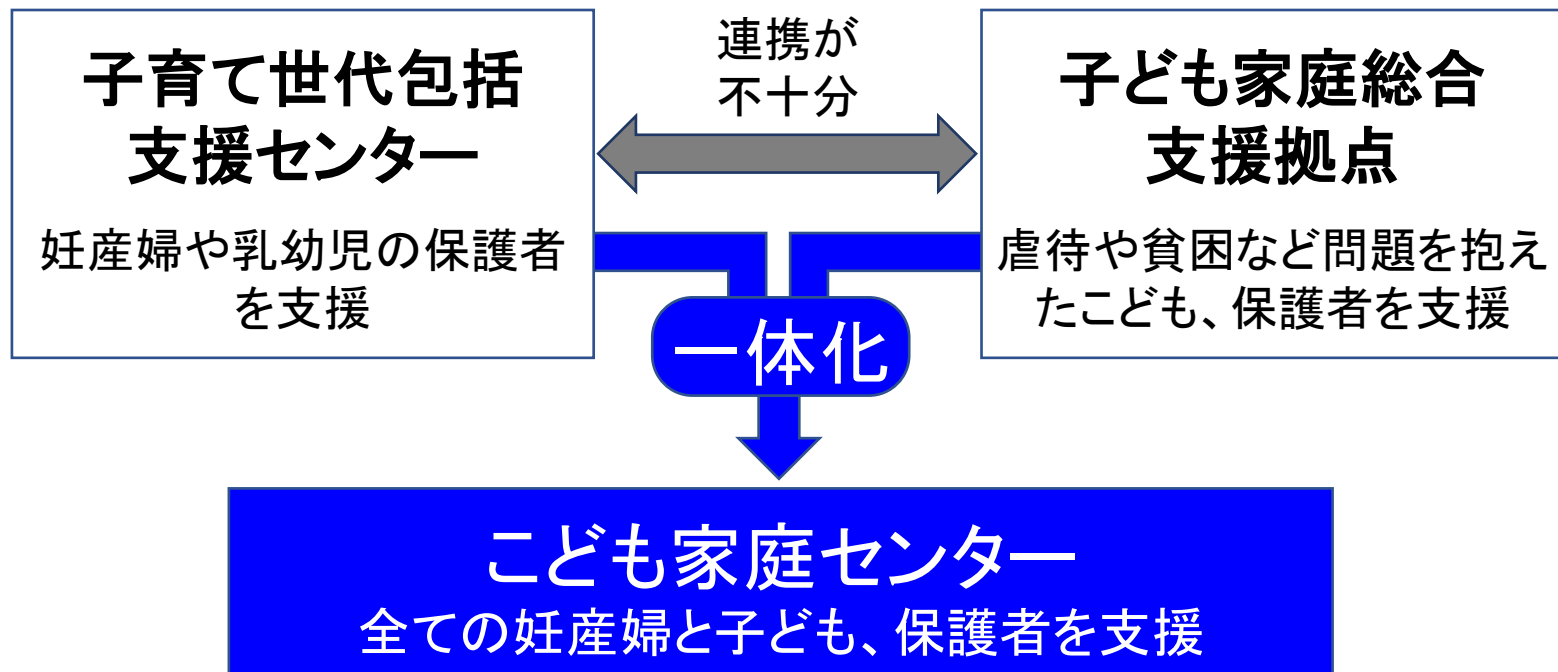 子育て世代包括
支援センター
妊産婦や乳幼児の保護者
を支援
連携が
不十分
子ども家庭総合
支援拠点
虐待や貧困など問題を抱え
たこども、保護者を支援
一体化
こども家庭センター
全ての妊産婦と子ども、保護者を支援